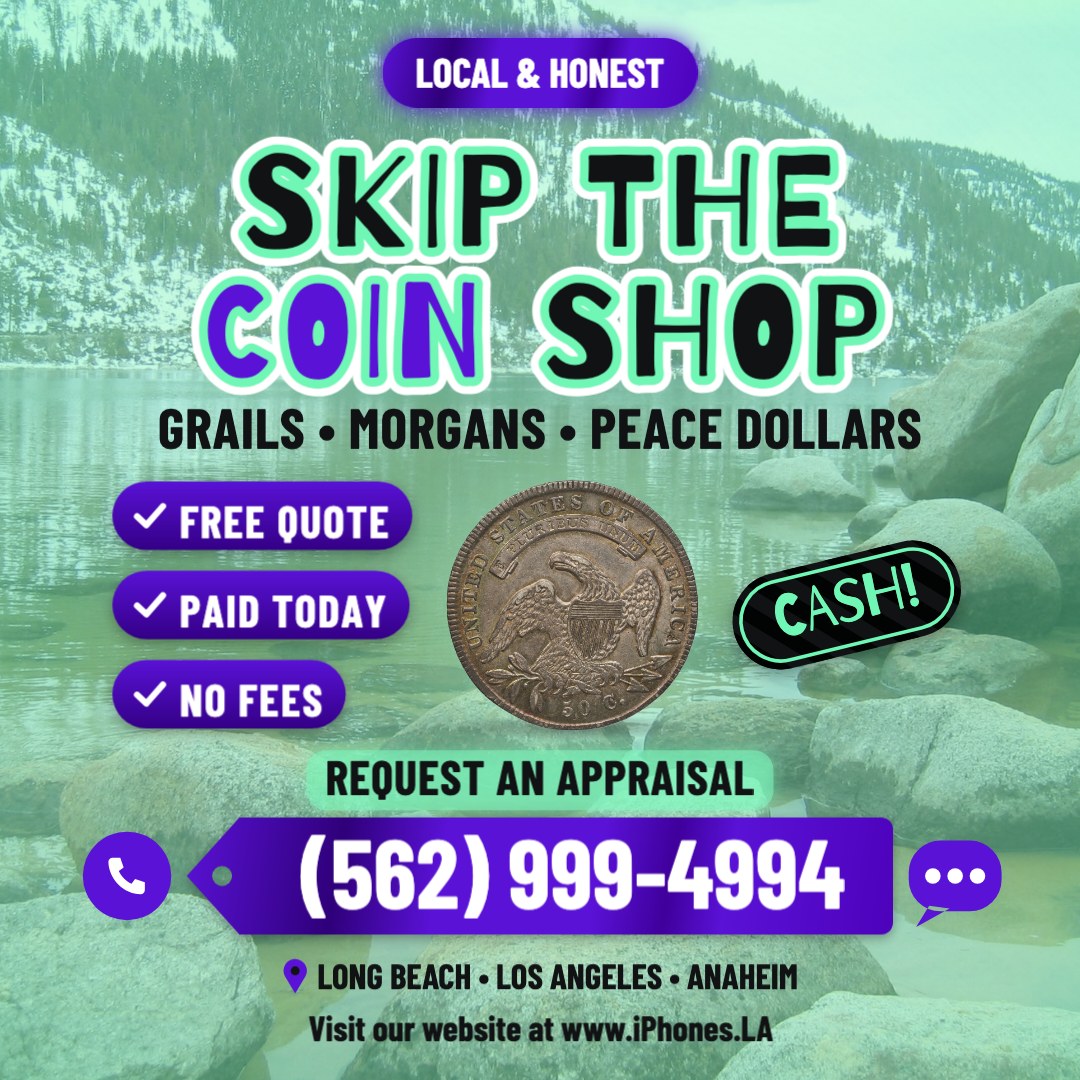 LOCAL & HONEST
SKIP THE
COIN SHOP
GRAILS • MORGANS • PEACE DOLLARS
FREE QUOTE
PAID TODAY
NO FEES
UNITED STATES OF AMERICA
E PLURIBUS UNUM
50 C.
CASH!
REQUEST AN APPRAISAL
(562) 999-4994
LONG BEACH • LOS ANGELES • ANAHEIM
Visit our website at www.iPhones.LA